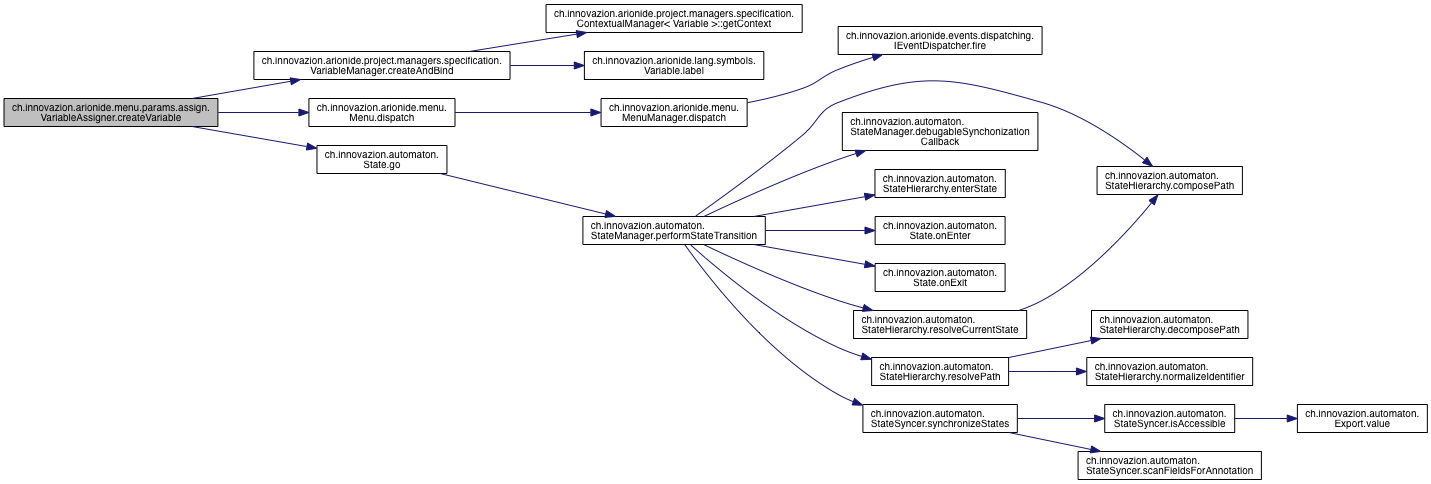 ch.innovazion.arionide.menu.params.assign.
VariableAssigner.createVariable
ch.innovazion.arionide.project.managers.specification.
VariableManager.createAndBind
ch.innovazion.arionide.menu.
Menu.dispatch
ch.innovazion.automaton.
State.go
ch.innovazion.arionide.project.managers.specification.
ContextualManager< Variable >::getContext
ch.innovazion.arionide.lang.symbols.
Variable.label
ch.innovazion.arionide.menu.
MenuManager.dispatch
ch.innovazion.automaton.
StateManager.performStateTransition
ch.innovazion.arionide.events.dispatching.
IEventDispatcher.fire
ch.innovazion.automaton.
StateManager.debugableSynchonization
Callback
ch.innovazion.automaton.
StateHierarchy.enterState
ch.innovazion.automaton.
State.onEnter
ch.innovazion.automaton.
State.onExit
ch.innovazion.automaton.
StateHierarchy.resolveCurrentState
ch.innovazion.automaton.
StateHierarchy.resolvePath
ch.innovazion.automaton.
StateSyncer.synchronizeStates
ch.innovazion.automaton.
StateHierarchy.composePath
ch.innovazion.automaton.
StateHierarchy.decomposePath
ch.innovazion.automaton.
StateHierarchy.normalizeIdentifier
ch.innovazion.automaton.
StateSyncer.isAccessible
ch.innovazion.automaton.
StateSyncer.scanFieldsForAnnotation
ch.innovazion.automaton.
Export.value